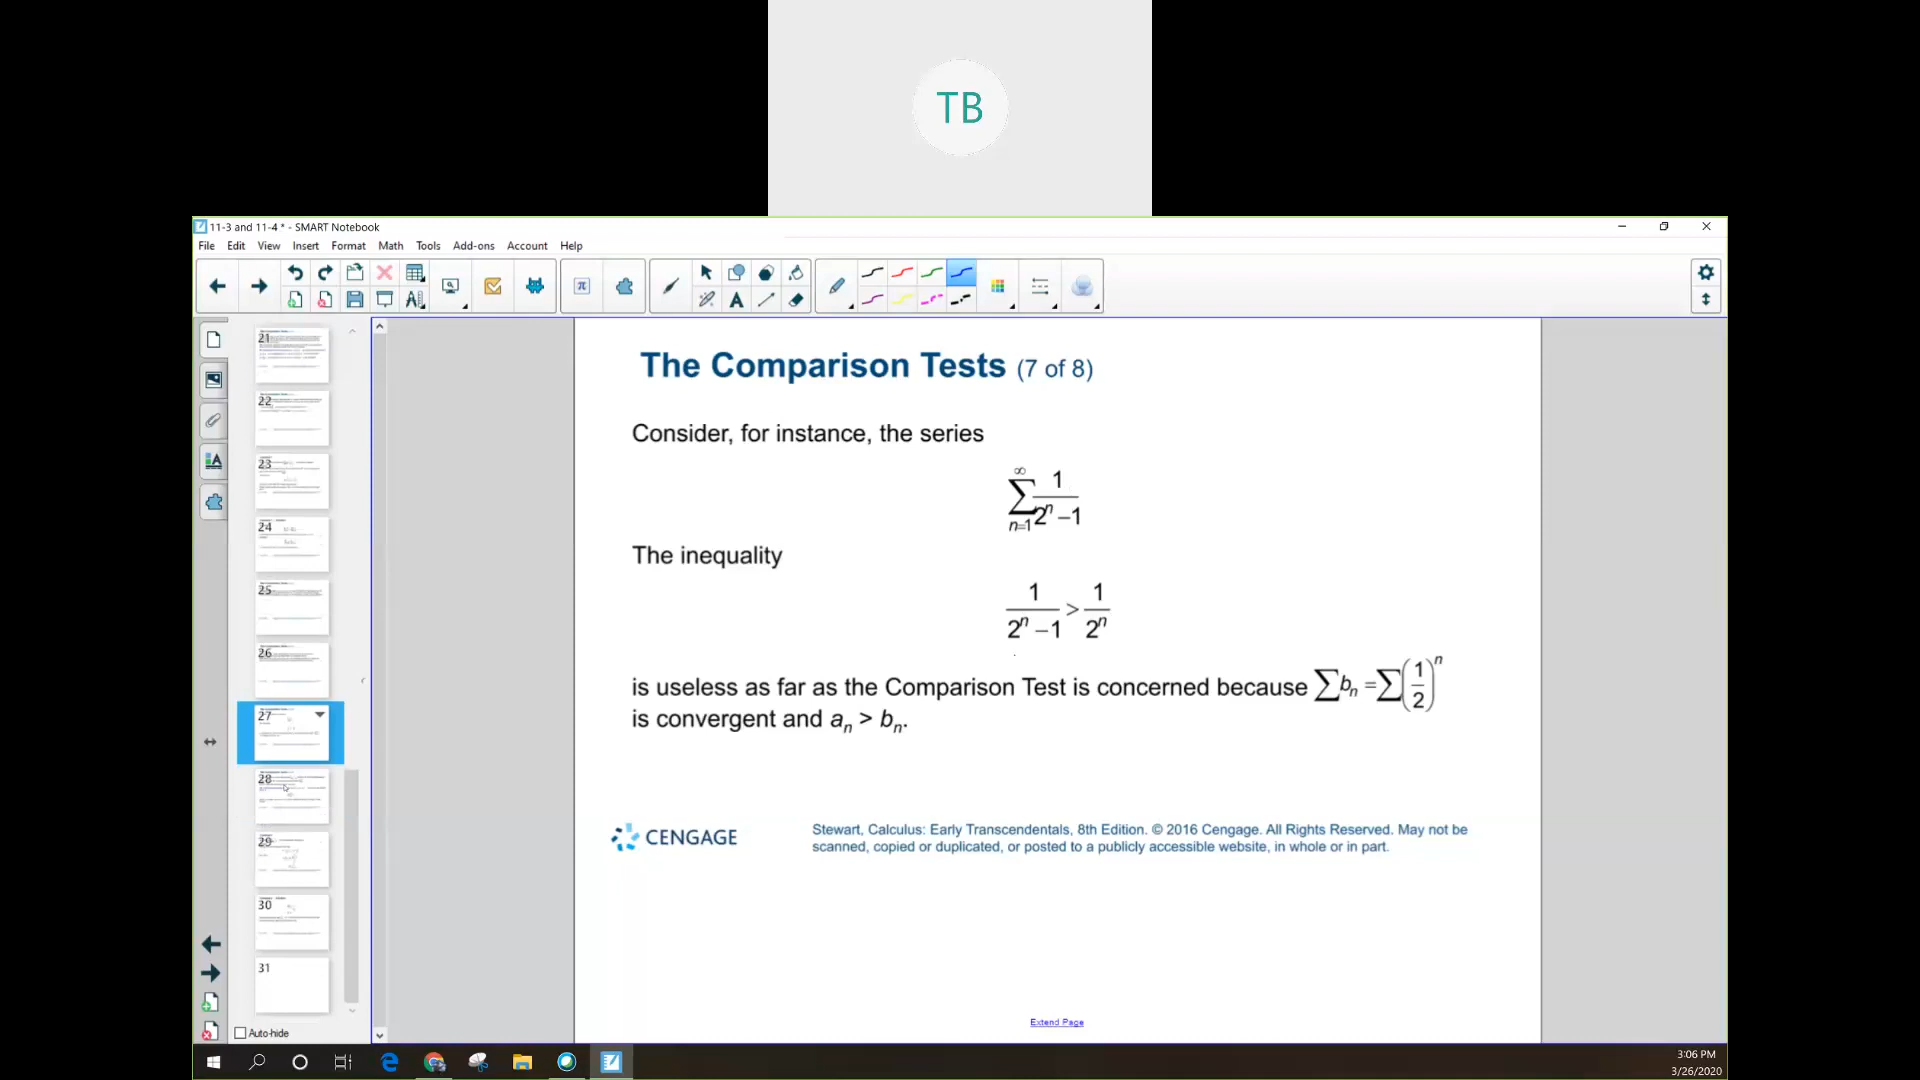 TB
11-3 and 11-4 * - SMART Notebook
File Edit View Insert Format Math Tools Add-ons Account Help
21
22
23
24
25
26
27
28
29
30
31
Auto-hide
The Comparison Tests (7 of 8)
Consider, for instance, the series
∞ ∑ n=1 1 / 2ⁿ – 1
The inequality
1 / 2ⁿ – 1 > 1 / 2ⁿ
is useless as far as the Comparison Test is concerned because ∑bₙ = ∑(1/2)ⁿ
is convergent and aₙ > bₙ.
CENGAGE
Stewart, Calculus: Early Transcendentals, 8th Edition. © 2016 Cengage. All Rights Reserved. May not be
scanned, copied or duplicated, or posted to a publicly accessible website, in whole or in part.
Extend Page
3:06 PM
3/26/2020